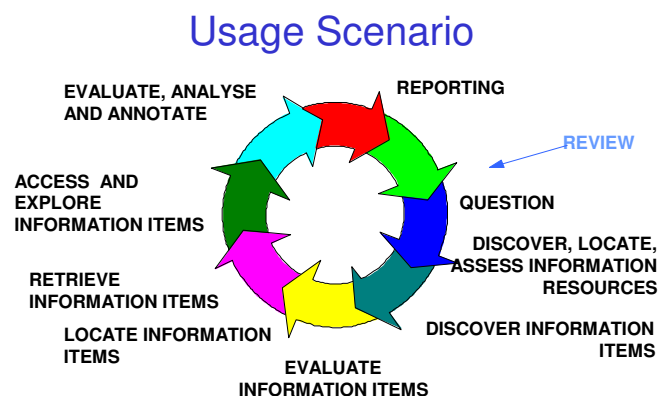 Usage Scenario
EVALUATE, ANALYSE
AND ANNOTATE
REPORTING
REVIEW
ACCESS AND
EXPLORE
INFORMATION ITEMS
QUESTION
DISCOVER, LOCATE,
ASSESS INFORMATION
RESOURCES
RETRIEVE
INFORMATION ITEMS
DISCOVER INFORMATION
ITEMS
LOCATE INFORMATION
ITEMS
EVALUATE
INFORMATION ITEMS